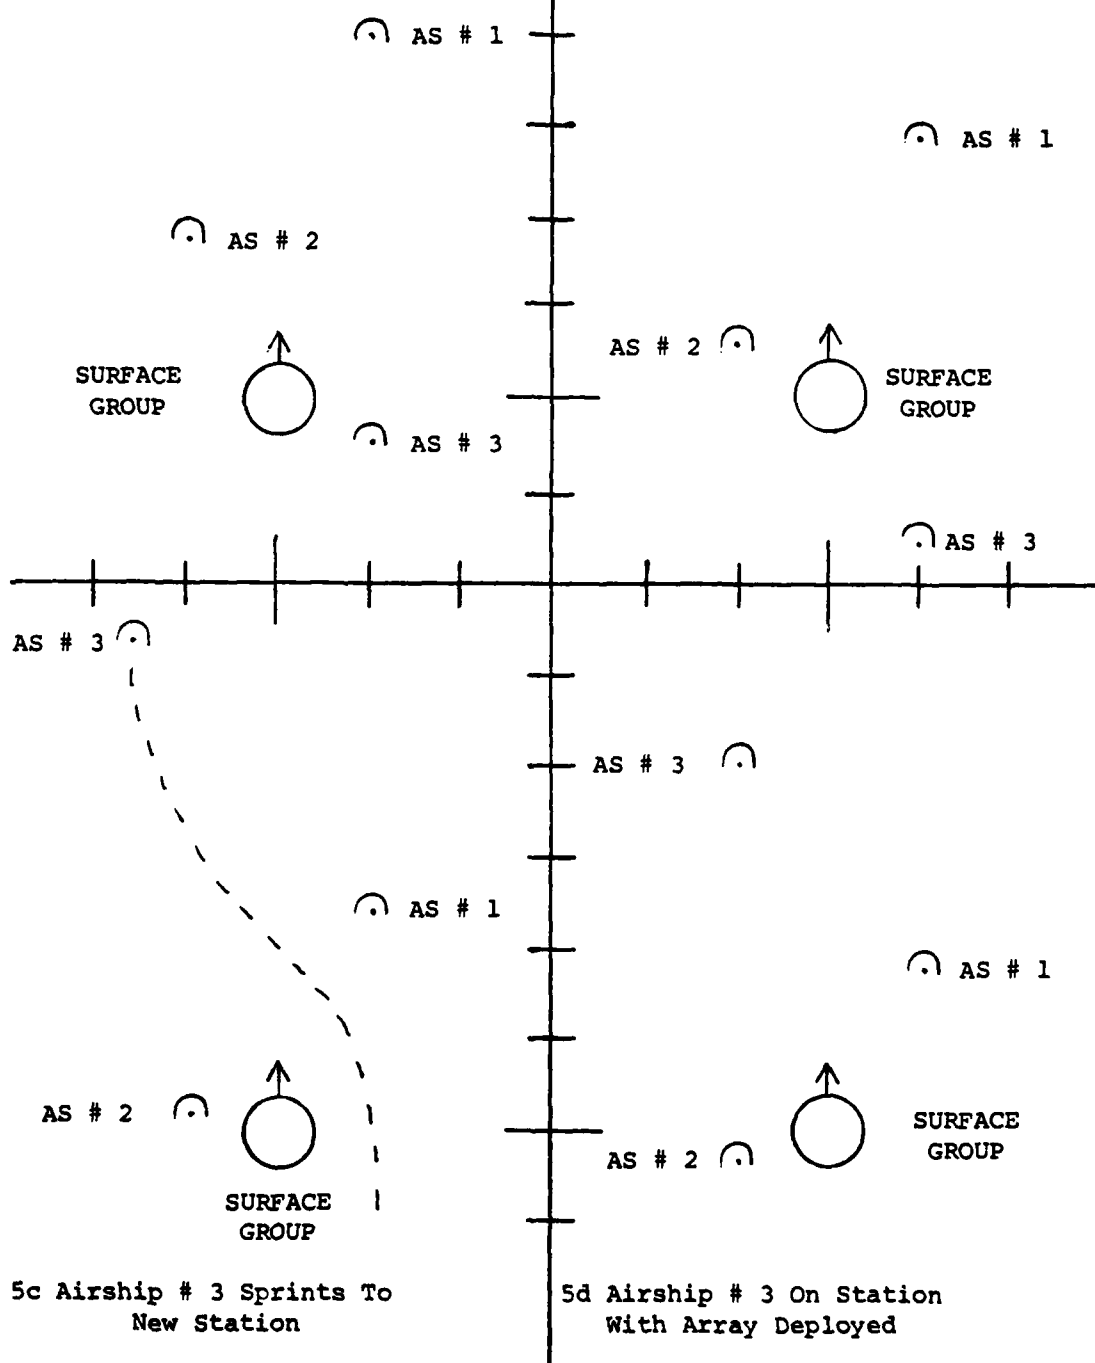 AS # 1
AS # 2
SURFACE
GROUP
AS # 3
AS # 1
AS # 2
SURFACE
GROUP
AS # 3
AS # 3
AS # 1
AS # 2
SURFACE
GROUP
5c Airship # 3 Sprints To
New Station
AS # 3
AS # 1
SURFACE
GROUP
AS # 2
5d Airship # 3 On Station
With Array Deployed